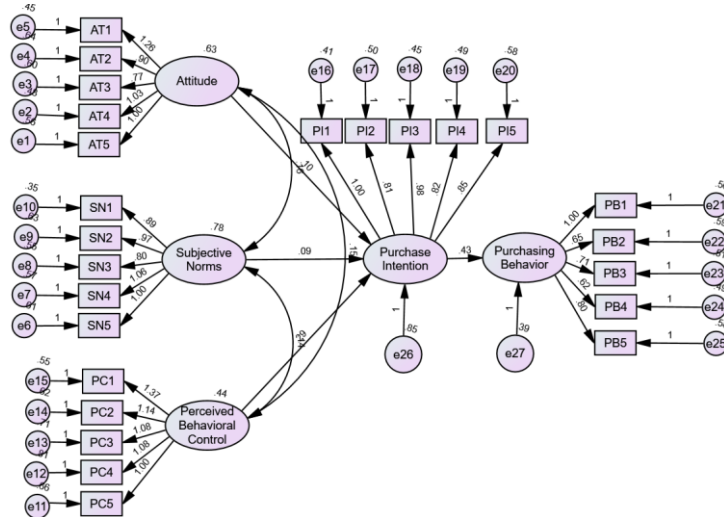 .45
e5 1 AT1
1.26
.63
e4 1 AT2
.90
e3 1 AT3
.77
Attitude
e2 1 AT4
1.03
e1 1 AT5
1.00
.41 .50 .45 .49 .58
e16 e17 e18 e19 e20
1 1 1 1 1
PI1 PI2 PI3 PI4 PI5
1.00 .81 .98 .82 .85
.10
.35
e10 1 SN1
.89
.78
e9 1 SN2
.97
e8 1 SN3
.80
Subjective
Norms
.09
e7 1 SN4
1.06
e6 1 SN5
1.00
Purchase
Intention
.43
Purchasing
Behavior
1
.85
e26
1
.39
e27
1.00 PB1 1 e21
.65 PB2 1 e22
.71 PB3 1 e23
.62 PB4 1 e24
.80 PB5 1 e25
.55
e15 1 PC1
1.37
.44
e14 1 PC2
1.14
e13 1 PC3
1.08
Perceived
Behavioral
Control
e12 1 PC4
1.08
e11 1 PC5
1.00